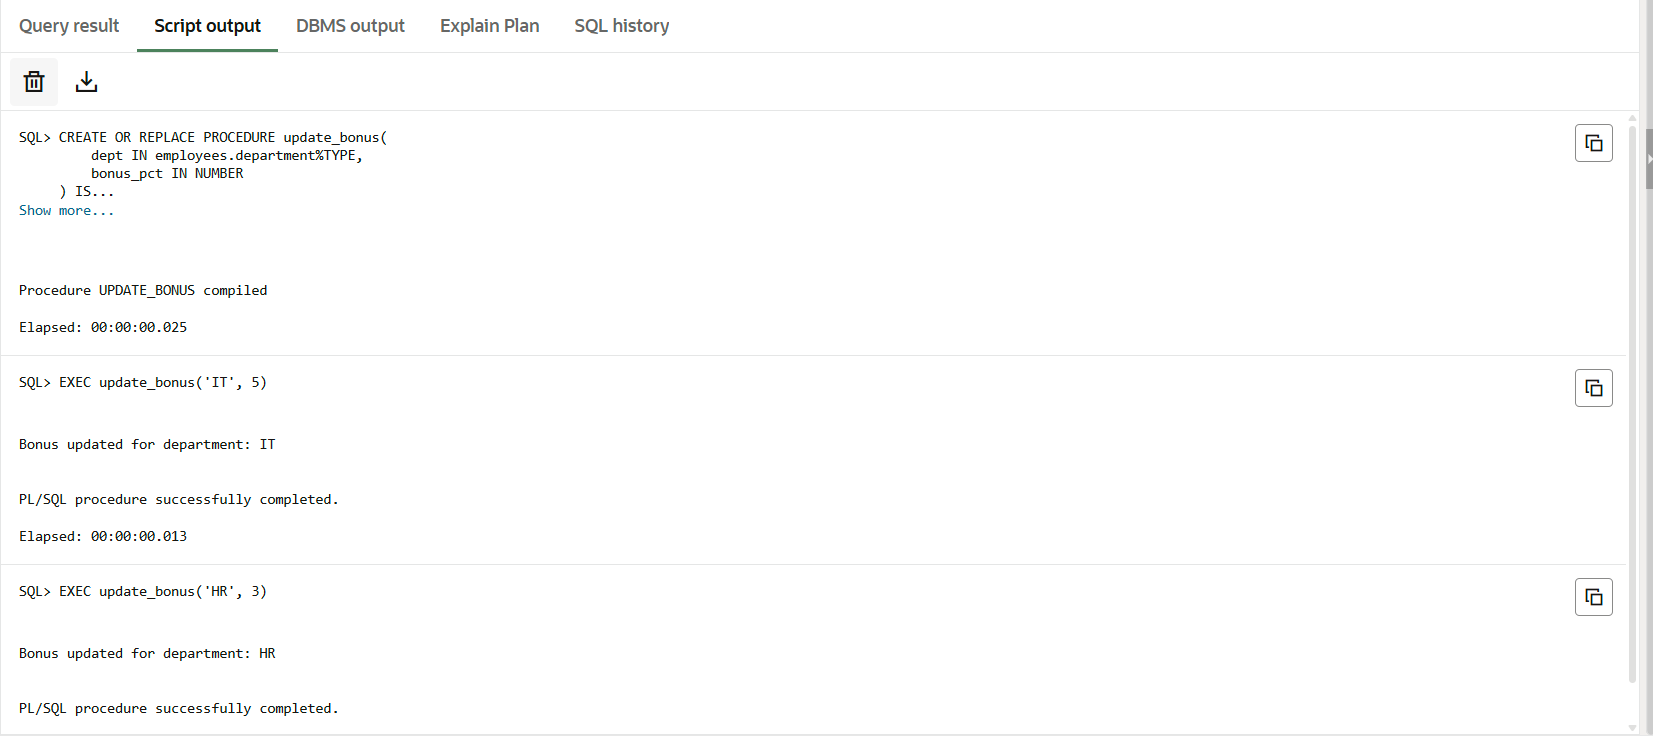 Query result Script output DBMS output Explain Plan SQL history
SQL> CREATE OR REPLACE PROCEDURE update_bonus(
         dept IN employees.department%TYPE,
         bonus_pct IN NUMBER
     ) IS...
Show more...
Procedure UPDATE_BONUS compiled
Elapsed: 00:00:00.025
SQL> EXEC update_bonus('IT', 5)
Bonus updated for department: IT
PL/SQL procedure successfully completed.
Elapsed: 00:00:00.013
SQL> EXEC update_bonus('HR', 3)
Bonus updated for department: HR
PL/SQL procedure successfully completed.